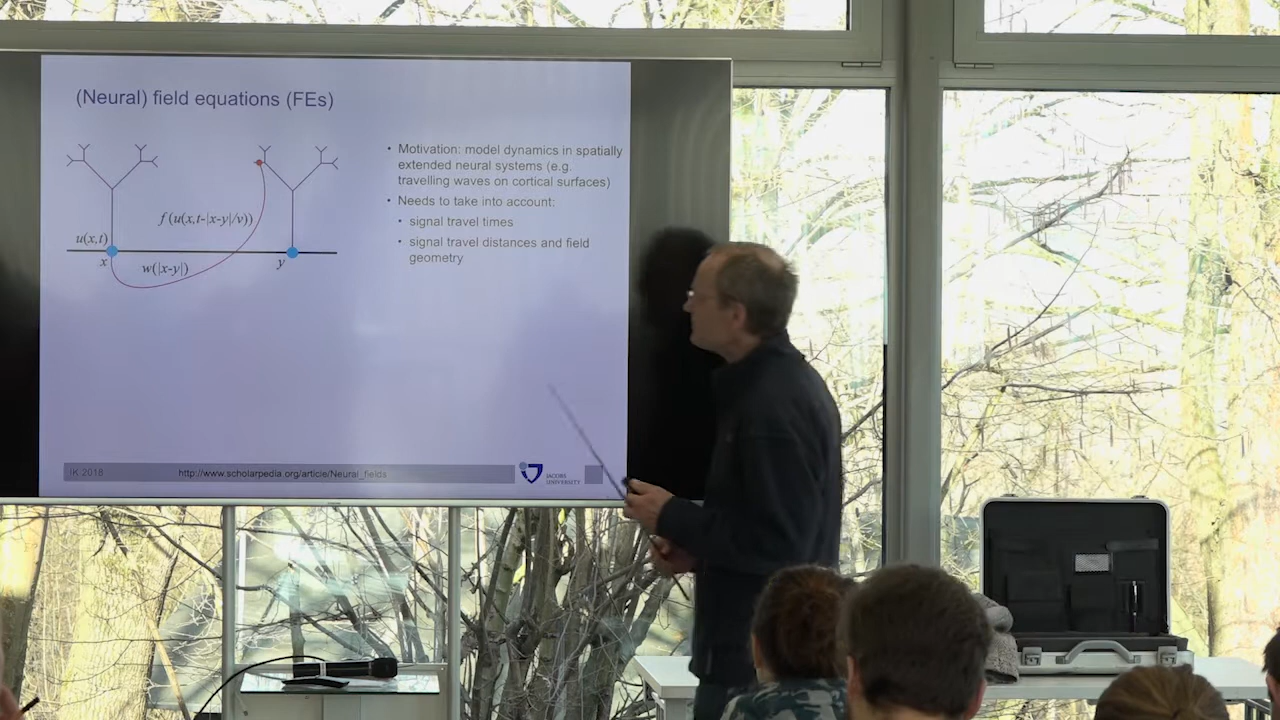 (Neural) field equations (FEs)
f(u(x,t-|x-y|/v))
u(x,t)
x
w(|x-y|)
y
• Motivation: model dynamics in spatially
extended neural systems (e.g.
travelling waves on cortical surfaces)
• Needs to take into account:
• signal travel times
• signal travel distances and field
geometry
IK 2018
http://www.scholarpedia.org/article/Neural_fields
JACOBS
UNIVERSITY